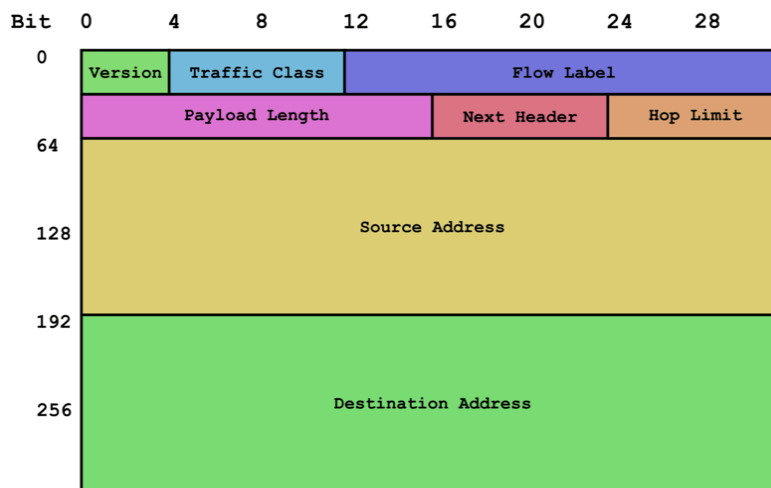 Bit 0 4 8 12 16 20 24 28
0 Version Traffic Class Flow Label
Payload Length Next Header Hop Limit
64
Source Address
128
192
Destination Address
256